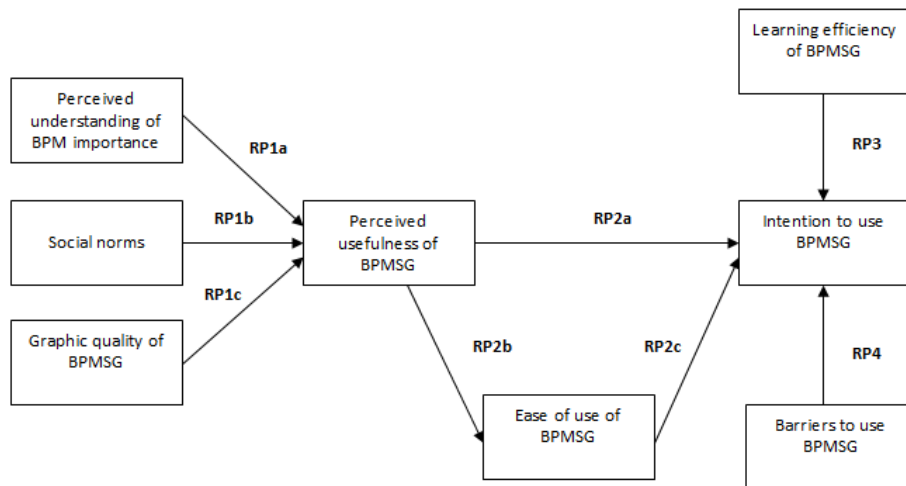 Learning efficiency
of BPMSG
Perceived
understanding of
BPM importance
RP1a
RP3
Social norms
RP1b
Perceived
usefulness of
BPMSG
RP2a
Intention to use
BPMSG
RP1c
Graphic quality of
BPMSG
RP2b
RP2c
RP4
Ease of use of
BPMSG
Barriers to use
BPMSG